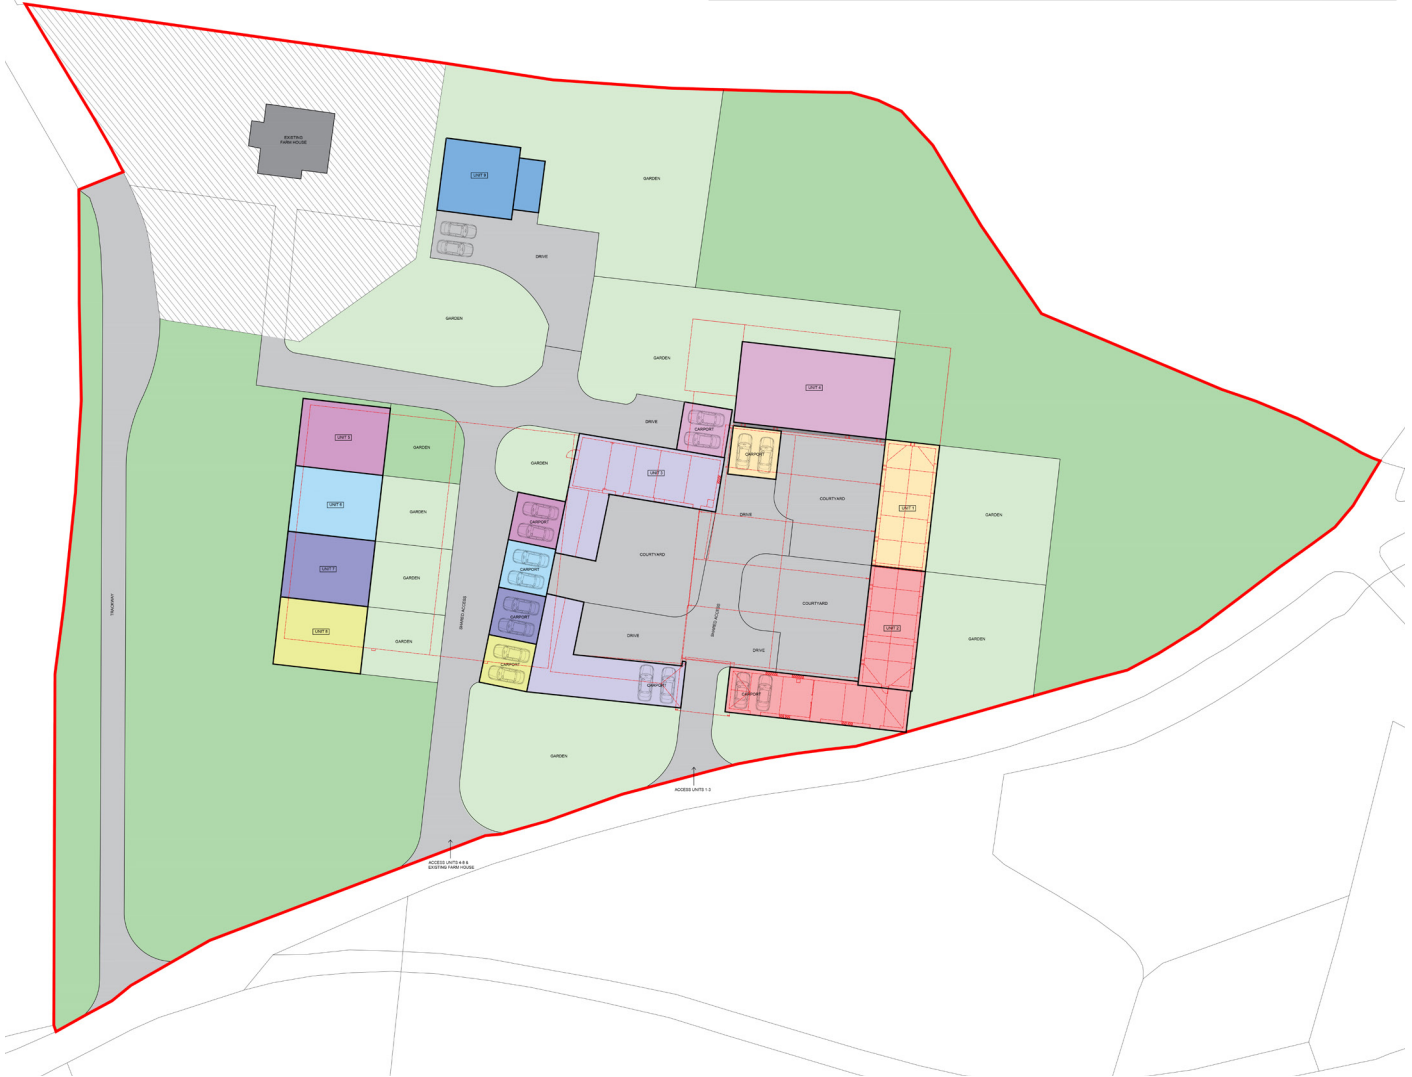 EXISTING
FARM HOUSE
UNIT 9
GARDEN
DRIVE
GARDEN
GARDEN
UNIT 4
DRIVE
CARPORT
UNIT 5
GARDEN
GARDEN
UNIT 3
CARPORT
COURTYARD
UNIT 6
GARDEN
CARPORT
DRIVE
UNIT 1
GARDEN
COURTYARD
UNIT 7
GARDEN
CARPORT
TRACKWAY
SHARED ACCESS
CARPORT
COURTYARD
SHARED ACCESS
UNIT 8
GARDEN
DRIVE
UNIT 2
GARDEN
DRIVE
CARPORT
CARPORT
CARPORT
GARDEN
ACCESS UNITS 1-3
ACCESS UNITS 4-9 &
EXISTING FARM HOUSE